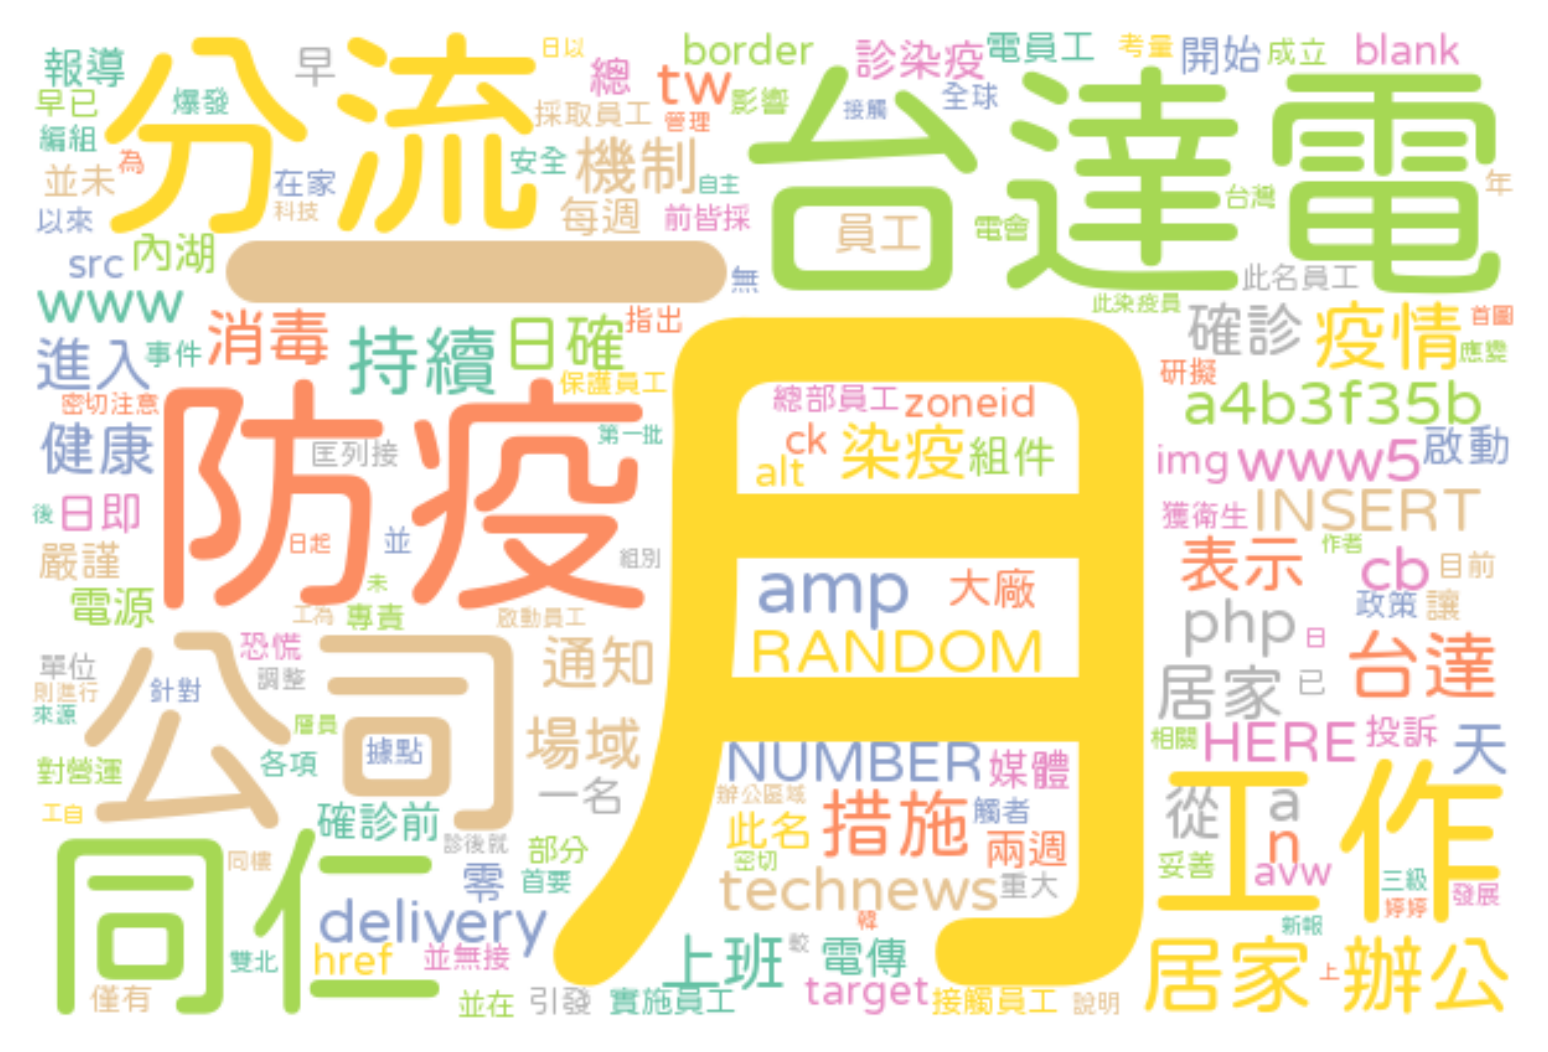 報導
分流
早
日以
總
border
診染疫
電員工
考量
開始
成立
blank
早已
爆發
採取員工
tw
影響
接觸
全球
台達電
編組
為
安全
機制
管理
並未
在家
自主
台灣
年
以來
科技
每週
前皆採
員工
電會
src
內湖
一
無
此名員工
www
消毒
持續
日確
指出
此染疫員
確診
疫情
首圖
進入
事件
保護員工
月
研擬
應變
密切注意
防疫
總部員工
zoneid
a4b3f35b
健康
匡列接
第一批
ck
染疫
組件
img
www5
啟動
alt
後
日即
日起
並
獲衛生
INSERT
嚴謹
組別
作者
表示
cb
目前
電源
未
工為
專責
啟動員工
amp
大廠
政策
讓
恐慌
通知
RANDOM
php
日
台達
單位
公司
調整
則進行
針對
居家
已
來源
層員
場域
相關
HERE
投訴
天
據點
NUMBER
媒體
對營運
各項
一名
辦公區域
從
a
工作
工自
確診前
措施
觸者
此名
兩週
n
同仁
同樓
診後就
部分
密切
妥善
avw
三級
發展
零
首要
technews
重大
婷婷
delivery
韓
新報
雙北
href
並無接
上班
較
電傳
居家
上
辦公
僅有
並在
引發
實施員工
target
接觸員工
說明